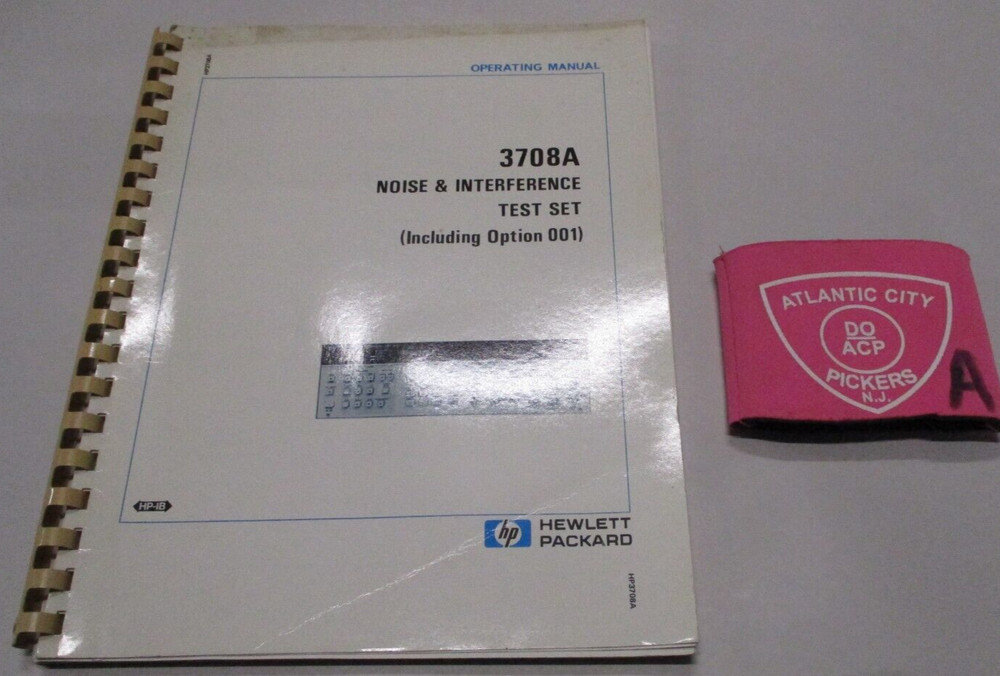 OPERATING MANUAL
3708A
NOISE & INTERFERENCE
TEST SET
(Including Option 001)
HP-IB
hp
HEWLETT
PACKARD
HP3708A
ATLANTIC CITY
DO
ACP
PICKERS
N.J.
A